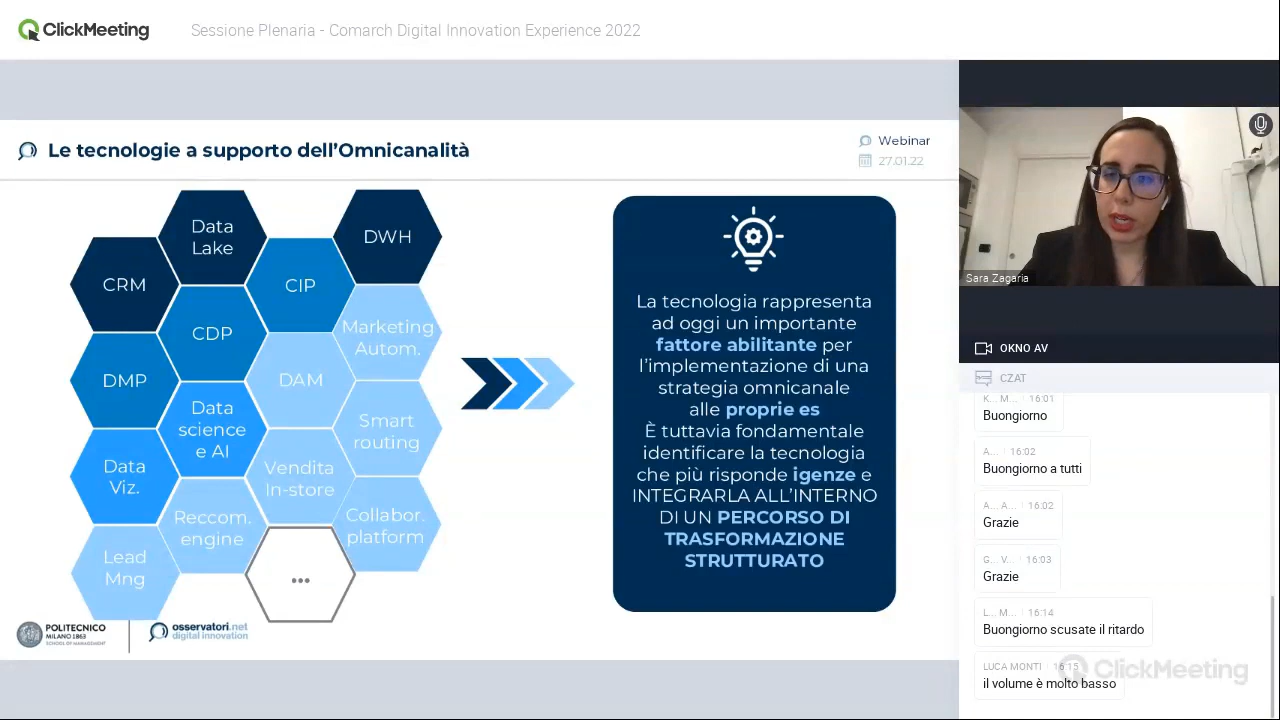 ClickMeeting
Sessione Plenaria - Comarch Digital Innovation Experience 2022
Le tecnologie a supporto dell'Omnicanalità
Webinar
27.01.22
Data
Lake
DWH
CRM
CIP
CDP
Marketing
Autom.
DMP
DAM
Data
science
e AI
Smart
routing
Data
Viz.
Vendita
In-store
Reccom.
engine
Collabor.
platform
Lead
Mng
...
La tecnologia rappresenta
ad oggi un importante
fattore abilitante per
l'implementazione di una
strategia omnicanale
alle proprie es
È tuttavia fondamentale
identificare la tecnologia
che più risponde igenze e
INTEGRARLA ALL'INTERNO
DI UN PERCORSO DI
TRASFORMAZIONE
STRUTTURATO
POLITECNICO
MILANO 1863
SCHOOL OF MANAGEMENT
osservatori.net
digital innovation
Sara Zagaria
OKNO AV
CZAT
K... M... 16:01
Buongiorno
A... 16:02
Buongiorno a tutti
A... A... 16:02
Grazie
G... V... 16:03
Grazie
L... M... 16:14
Buongiorno scusate il ritardo
LUCA MONTI 16:15
il volume è molto basso
ClickMeeting